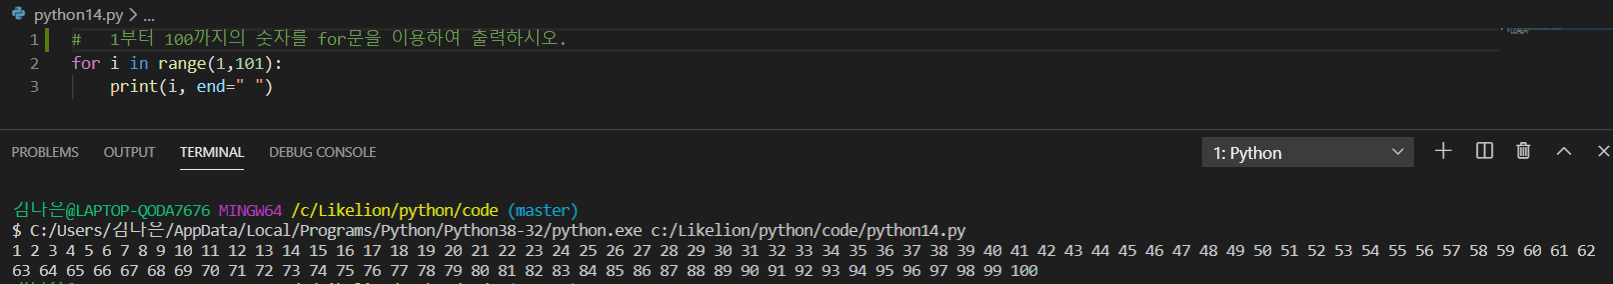 python14.py > ...
1 # 1부터 100까지의 숫자를 for문을 이용하여 출력하시오.
2 for i in range(1,101):
3 print(i, end=" ")
PROBLEMS OUTPUT TERMINAL DEBUG CONSOLE 1: Python
김나은@LAPTOP-QODA7676 MINGW64 /c/Likelion/python/code (master)
$ C:/Users/김나은/AppData/Local/Programs/Python/Python38-32/python.exe c:/Likelion/python/code/python14.py
1 2 3 4 5 6 7 8 9 10 11 12 13 14 15 16 17 18 19 20 21 22 23 24 25 26 27 28 29 30 31 32 33 34 35 36 37 38 39 40 41 42 43 44 45 46 47 48 49 50 51 52 53 54 55 56 57 58 59 60 61 62
63 64 65 66 67 68 69 70 71 72 73 74 75 76 77 78 79 80 81 82 83 84 85 86 87 88 89 90 91 92 93 94 95 96 97 98 99 100